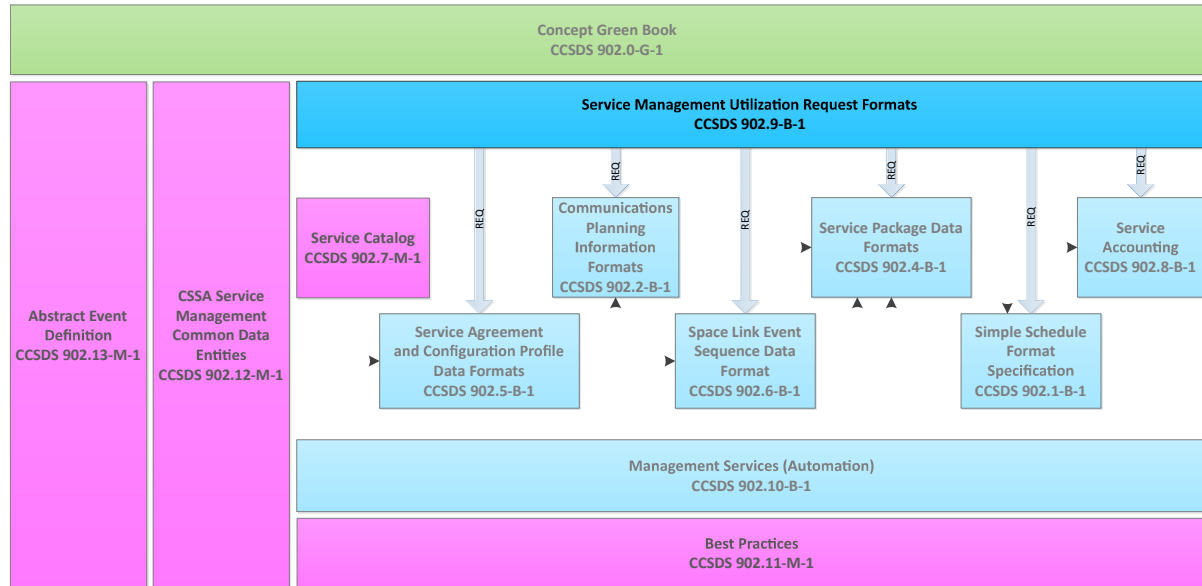 Concept Green Book
CCSDS 902.0-G-1
Service Management Utilization Request Formats
CCSDS 902.9-B-1
REQ
REQ
REQ
REQ
REQ
REQ
Abstract Event
Definition
CCSDS 902.13-M-1
CSSA Service
Management
Common Data
Entities
CCSDS 902.12-M-1
Service Catalog
CCSDS 902.7-M-1
Communications
Planning
Information
Formats
CCSDS 902.2-B-1
Service Package Data
Formats
CCSDS 902.4-B-1
Service
Accounting
CCSDS 902.8-B-1
Service Agreement
and Configuration Profile
Data Formats
CCSDS 902.5-B-1
Space Link Event
Sequence Data
Format
CCSDS 902.6-B-1
Simple Schedule
Format
Specification
CCSDS 902.1-B-1
Management Services (Automation)
CCSDS 902.10-B-1
Best Practices
CCSDS 902.11-M-1